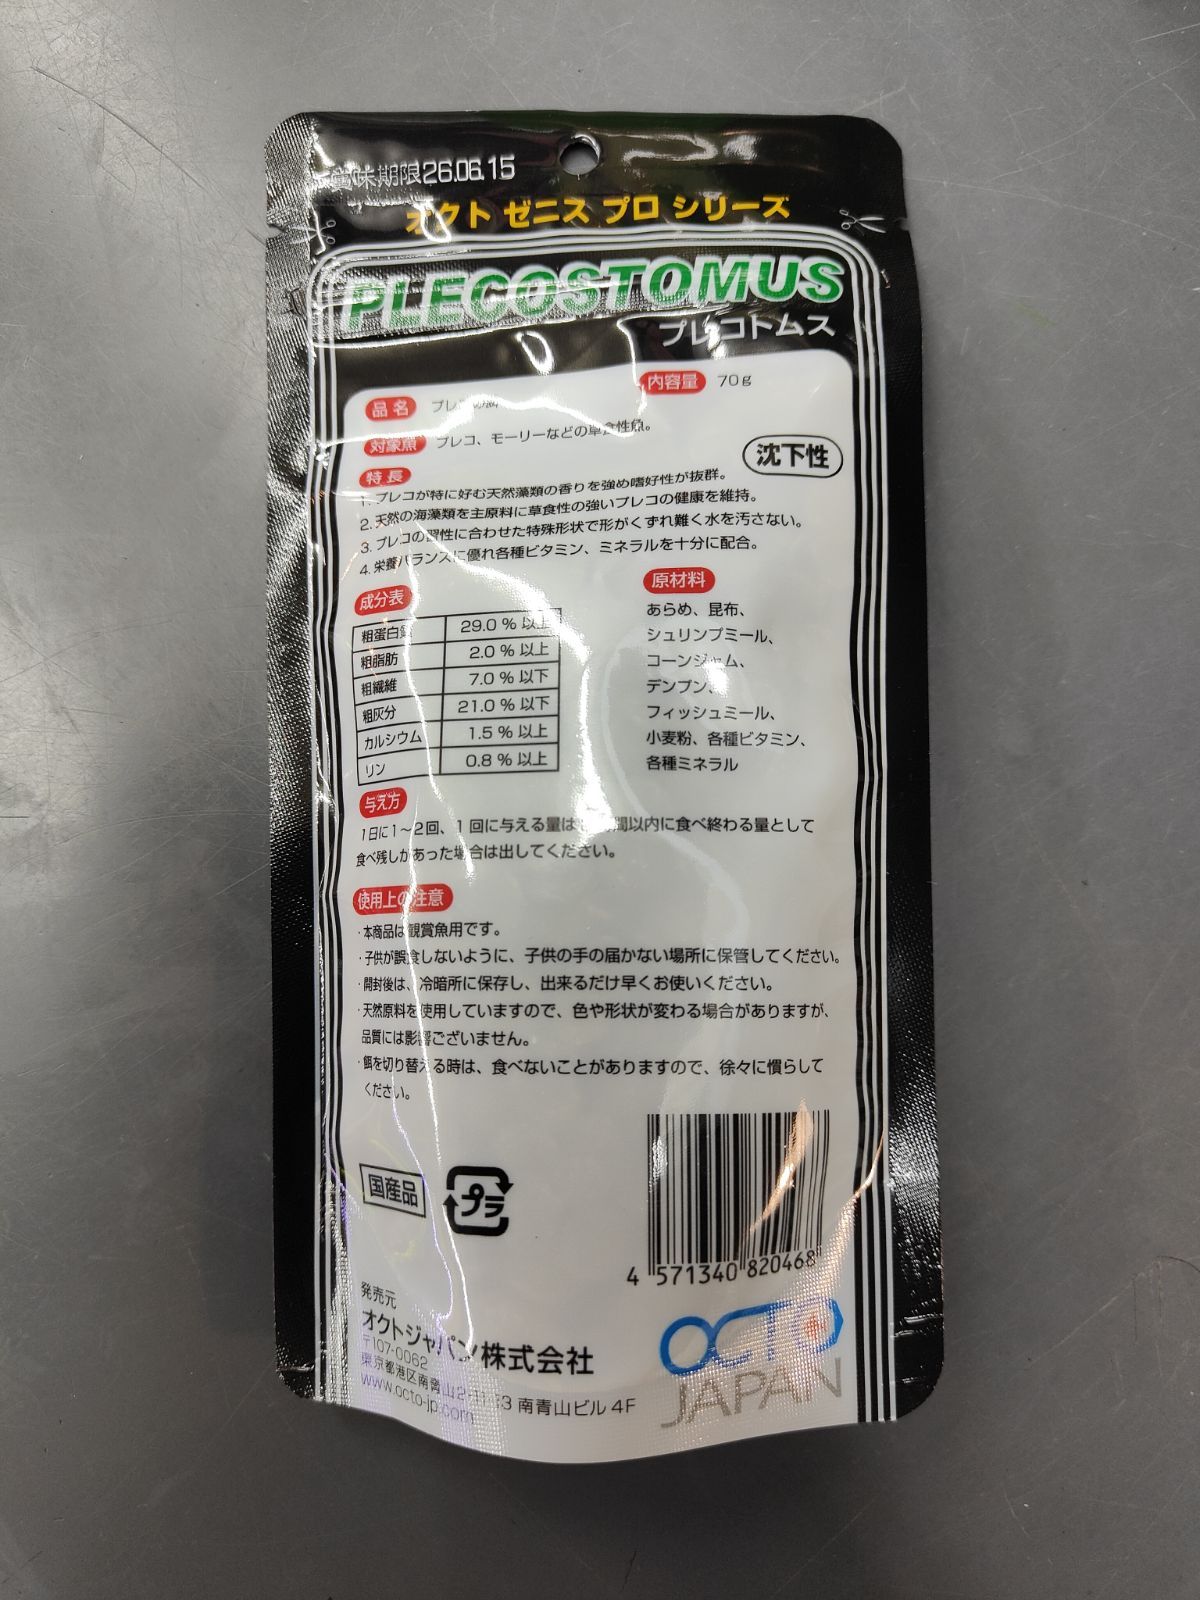 賞味期限26.06.15
オクト ゼニス プロ シリーズ
PLECOSTOMUS
プレコトムス
内容量 70g
品名
対象魚 プレコ、モーリーなどの草食性魚。
沈下性
特長
1. プレコが特に好む天然藻類の香りを強め嗜好性が抜群。
2. 天然の海藻類を主原料に草食性の強いプレコの健康を維持。
3. プレコの習性に合わせた特殊形状で形がくずれ難く水を汚さない。
4. 栄養バランスに優れ各種ビタミン、ミネラルを十分に配合。
成分表
粗蛋白質 29.0 % 以上
粗脂肪 2.0 % 以上
粗繊維 7.0 % 以下
粗灰分 21.0 % 以下
カルシウム 1.5 % 以上
リン 0.8 % 以上
原材料
あらめ、昆布、
シュリンプミール、
コーンジャム、
デンプン、
フィッシュミール、
小麦粉、各種ビタミン、
各種ミネラル
与え方
1日に1～2回、1回に与える量は 時間以内に食べ終わる量として
食べ残しがあった場合は出してください。
使用上の注意
・本商品は観賞魚用です。
・子供が誤食しないように、子供の手の届かない場所に保管してください。
・開封後は、冷暗所に保存し、出来るだけ早くお使いください。
・天然原料を使用していますので、色や形状が変わる場合がありますが、
品質には影響ございません。
・餌を切り替える時は、食べないことがありますので、徐々に慣らして
ください。
国産品
プラ
4 571340 820468
発売元
オクトジャパン株式会社
〒107-0062
東京都港区南青山2-11-13 南青山ビル 4F
www.octo-jp.com
OCTO
JAPAN